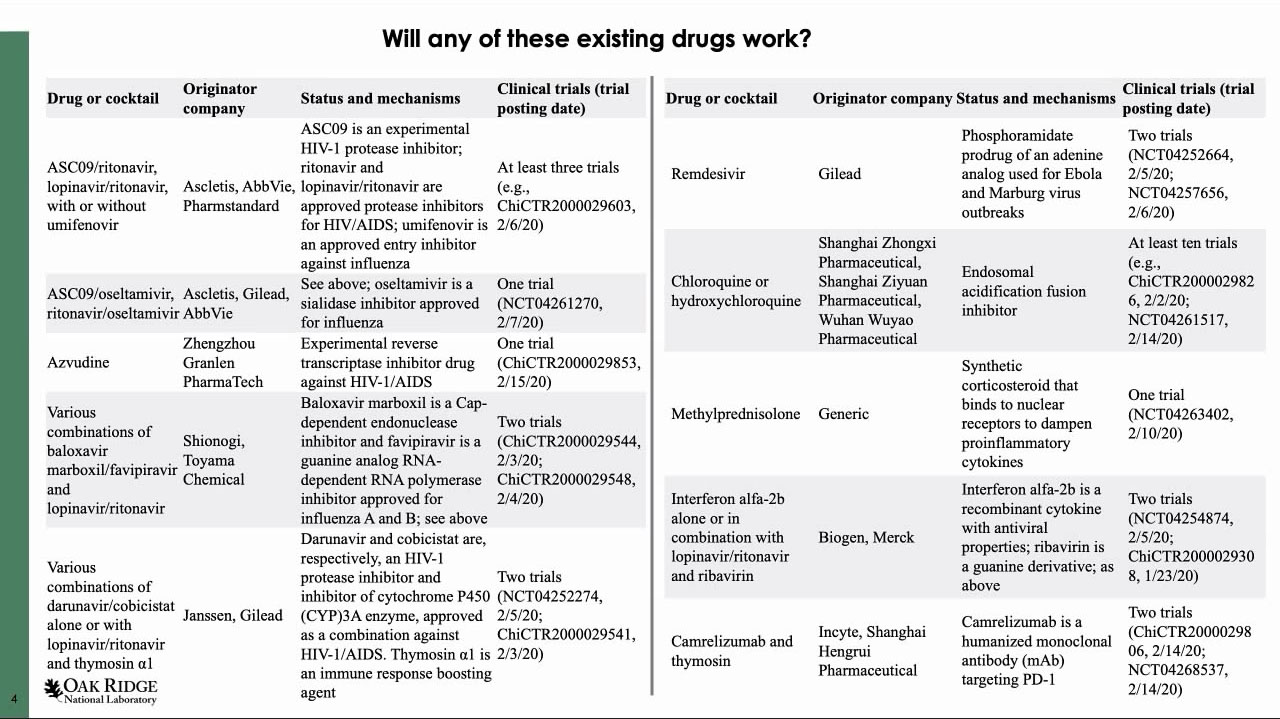 Will any of these existing drugs work?
Drug or cocktail
Originator
company
Status and mechanisms
Clinical trials (trial
posting date)
ASC09/ritonavir,
lopinavir/ritonavir,
with or without
umifenovir
Ascletis, AbbVie,
Pharmstandard
ASC09 is an experimental
HIV-1 protease inhibitor;
ritonavir and
lopinavir/ritonavir are
approved protease inhibitors
for HIV/AIDS; umifenovir is
an approved entry inhibitor
against influenza
At least three trials
(e.g.,
ChiCTR2000029603,
2/6/20)
ASC09/oseltamivir,
ritonavir/oseltamivir
Ascletis, Gilead,
AbbVie
See above; oseltamivir is a
sialidase inhibitor approved
for influenza
One trial
(NCT04261270,
2/7/20)
Azvudine
Zhengzhou
Granlen
PharmaTech
Experimental reverse
transcriptase inhibitor drug
against HIV-1/AIDS
One trial
(ChiCTR2000029853,
2/15/20)
Various
combinations of
baloxavir
marboxil/favipiravir
and
lopinavir/ritonavir
Shionogi,
Toyama
Chemical
Baloxavir marboxil is a Cap-
dependent endonuclease
inhibitor and favipiravir is a
guanine analog RNA-
dependent RNA polymerase
inhibitor approved for
influenza A and B; see above
Two trials
(ChiCTR2000029544,
2/3/20;
ChiCTR2000029548,
2/4/20)
Various
combinations of
darunavir/cobicistat
alone or with
lopinavir/ritonavir
and thymosin α1
Janssen, Gilead
Darunavir and cobicistat are,
respectively, an HIV-1
protease inhibitor and
inhibitor of cytochrome P450
(CYP)3A enzyme, approved
as a combination against
HIV-1/AIDS. Thymosin α1 is
an immune response boosting
agent
Two trials
(NCT04252274,
2/5/20;
ChiCTR2000029541,
2/3/20)
Drug or cocktail
Originator company
Status and mechanisms
Clinical trials (trial
posting date)
Remdesivir
Gilead
Phosphoramidate
prodrug of an adenine
analog used for Ebola
and Marburg virus
outbreaks
Two trials
(NCT04252664,
2/5/20;
NCT04257656,
2/6/20)
Chloroquine or
hydroxychloroquine
Shanghai Zhongxi
Pharmaceutical,
Shanghai Ziyuan
Pharmaceutical,
Wuhan Wuyao
Pharmaceutical
Endosomal
acidification fusion
inhibitor
At least ten trials
(e.g.,
ChiCTR200002982
6, 2/2/20;
NCT04261517,
2/14/20)
Methylprednisolone
Generic
Synthetic
corticosteroid that
binds to nuclear
receptors to dampen
proinflammatory
cytokines
One trial
(NCT04263402,
2/10/20)
Interferon alfa-2b
alone or in
combination with
lopinavir/ritonavir
and ribavirin
Biogen, Merck
Interferon alfa-2b is a
recombinant cytokine
with antiviral
properties; ribavirin is
a guanine derivative; as
above
Two trials
(NCT04254874,
2/5/20;
ChiCTR200002930
8, 1/23/20)
Camrelizumab and
thymosin
Incyte, Shanghai
Hengrui
Pharmaceutical
Camrelizumab is a
humanized monoclonal
antibody (mAb)
targeting PD-1
Two trials
(ChiCTR20000298
06, 2/14/20;
NCT04268537,
2/14/20)
4
OAK RIDGE
National Laboratory